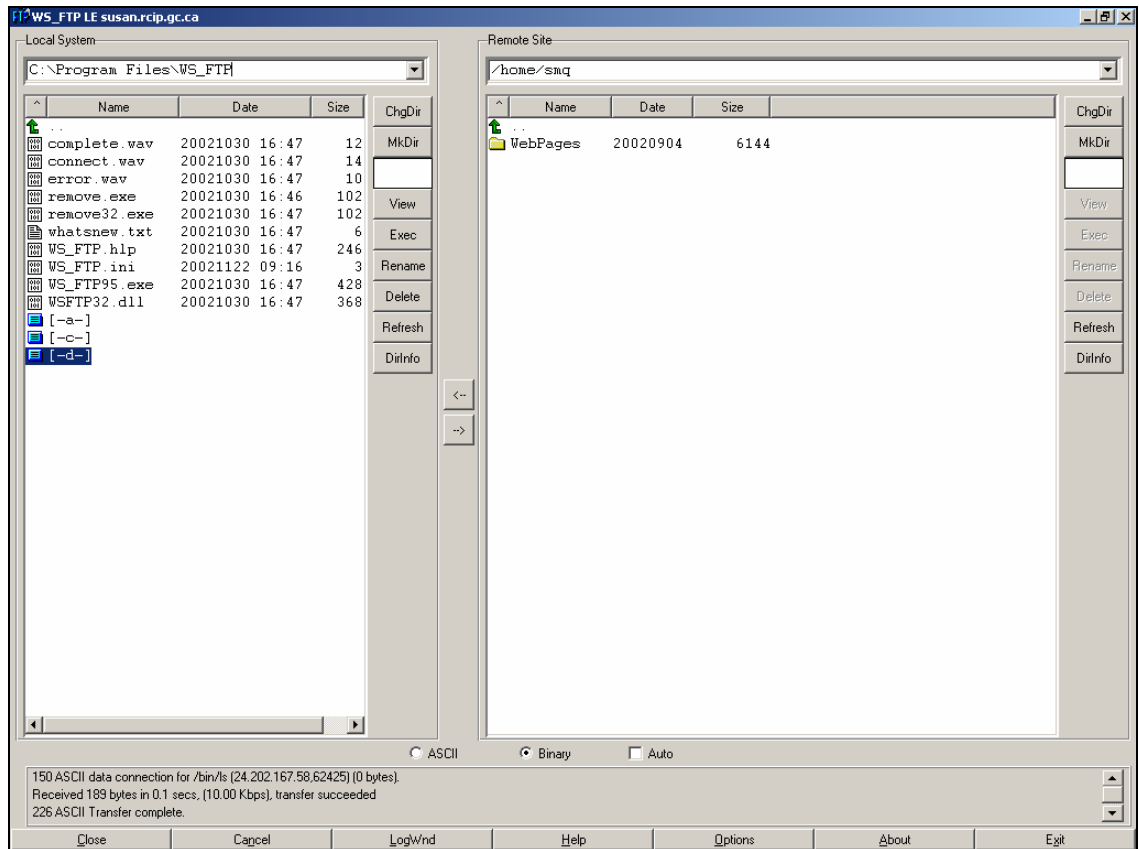 WS_FTP LE susan.rcip.gc.ca
Local System
C:\Program Files\WS_FTP
^ Name Date Size
..
complete.wav 20021030 16:47 12
connect.wav 20021030 16:47 14
error.wav 20021030 16:47 10
remove.exe 20021030 16:46 102
remove32.exe 20021030 16:47 102
whatsnew.txt 20021030 16:47 6
WS_FTP.hlp 20021030 16:47 246
WS_FTP.ini 20021122 09:16 3
WS_FTP95.exe 20021030 16:47 428
WSFTP32.dll 20021030 16:47 368
[-a-]
[-c-]
[-d-]
ChgDir
MkDir
View
Exec
Rename
Delete
Refresh
DirInfo
<--
-->
Remote Site
/home/smq
^ Name Date Size
..
WebPages 20020904 6144
ChgDir
MkDir
View
Exec
Rename
Delete
Refresh
DirInfo
ASCII Binary Auto
150 ASCII data connection for /bin/ls (24.202.167.58,62425) (0 bytes).
Received 189 bytes in 0.1 secs, (10.00 Kbps), transfer succeeded
226 ASCII Transfer complete.
Close Cancel LogWnd Help Options About Exit